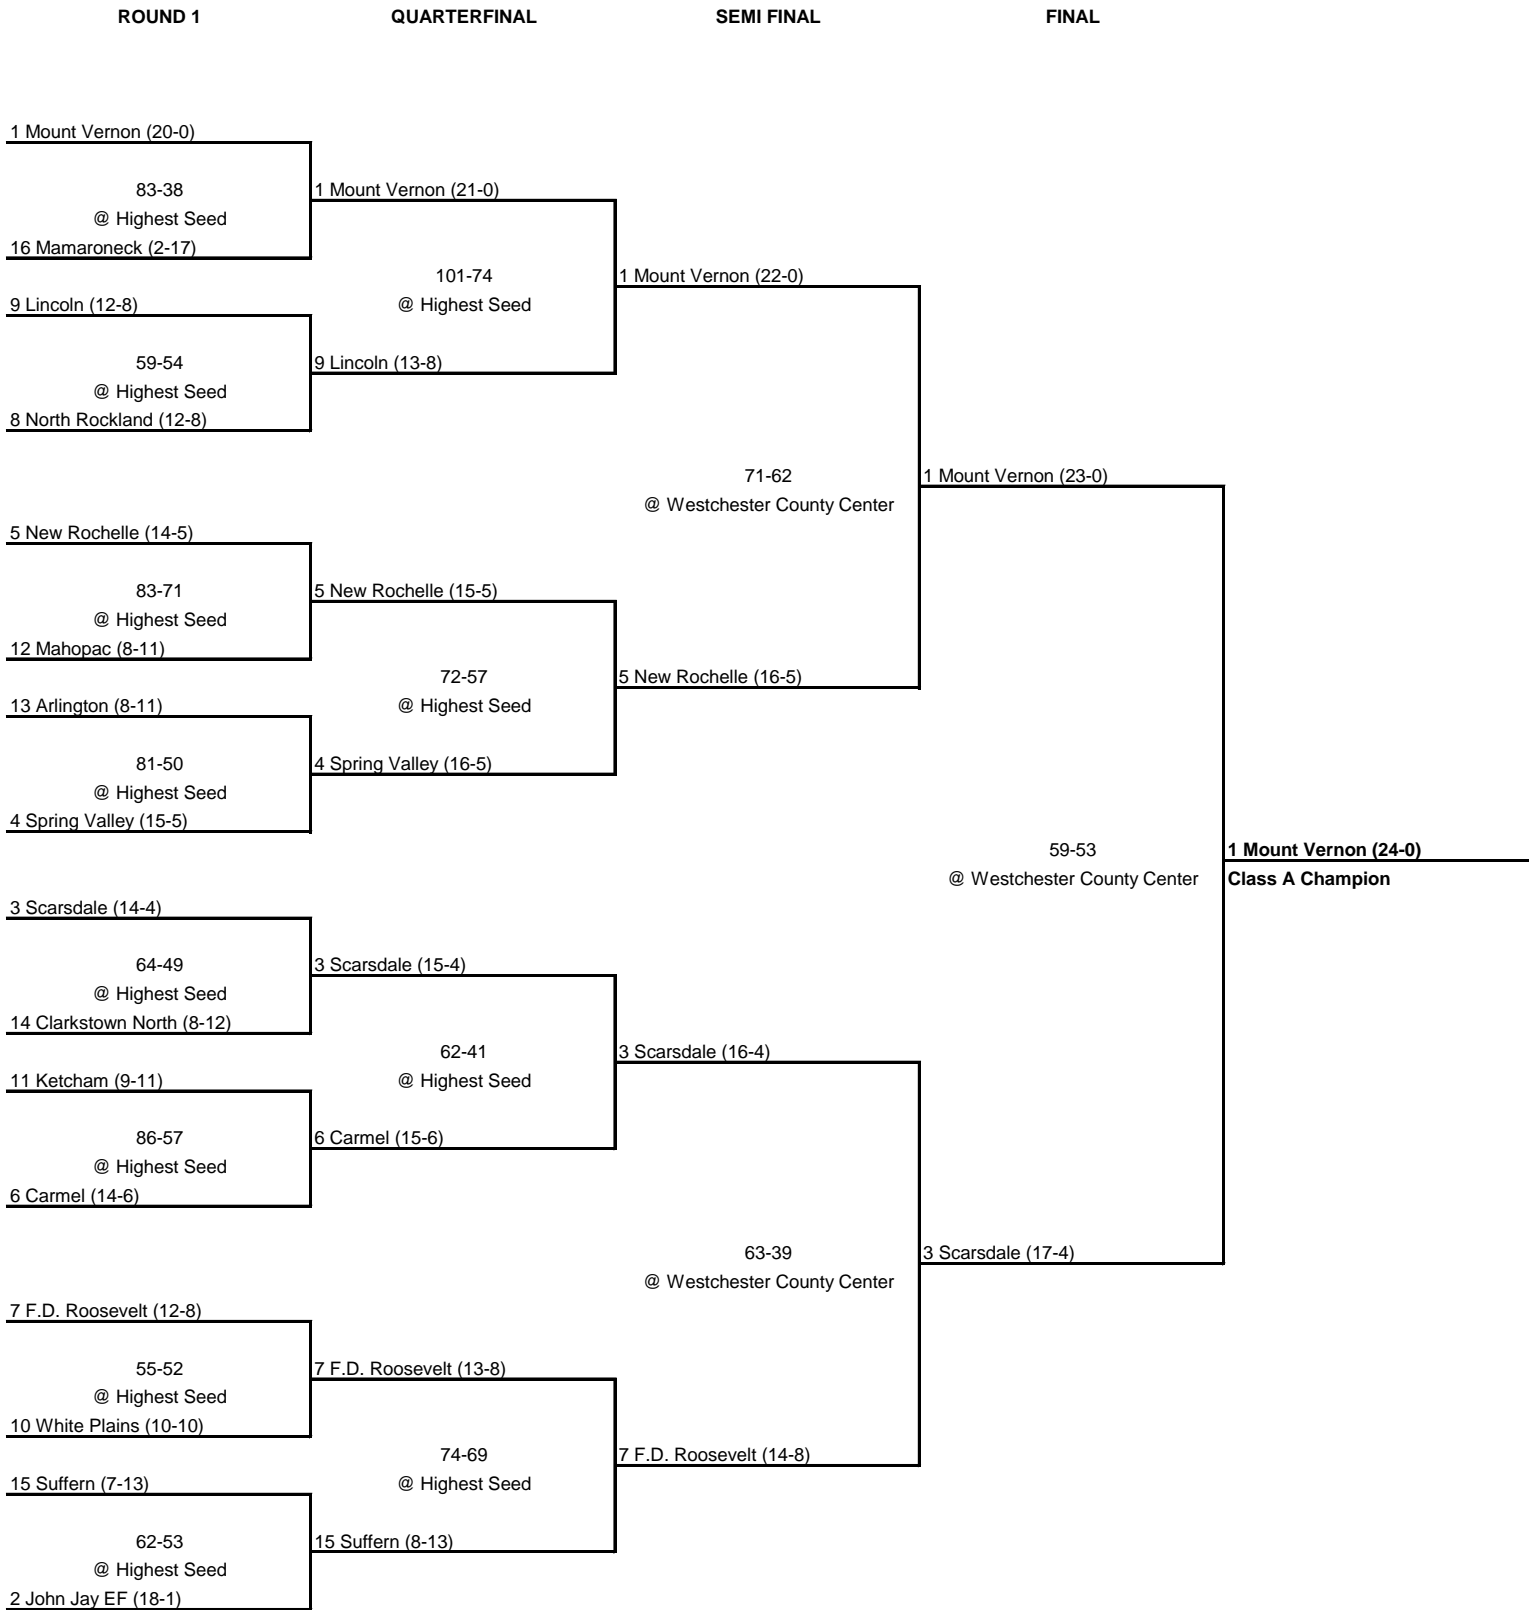 ROUND 1 QUARTERFINAL SEMI FINAL FINAL
1 Mount Vernon (20-0)
83-38
@ Highest Seed
16 Mamaroneck (2-17)
1 Mount Vernon (21-0)
101-74
@ Highest Seed
9 Lincoln (12-8)
59-54
@ Highest Seed
8 North Rockland (12-8)
9 Lincoln (13-8)
1 Mount Vernon (22-0)
71-62
@ Westchester County Center
5 New Rochelle (14-5)
83-71
@ Highest Seed
12 Mahopac (8-11)
5 New Rochelle (15-5)
72-57
@ Highest Seed
13 Arlington (8-11)
81-50
@ Highest Seed
4 Spring Valley (15-5)
4 Spring Valley (16-5)
5 New Rochelle (16-5)
1 Mount Vernon (23-0)
59-53
@ Westchester County Center
1 Mount Vernon (24-0)
Class A Champion
3 Scarsdale (14-4)
64-49
@ Highest Seed
14 Clarkstown North (8-12)
3 Scarsdale (15-4)
62-41
@ Highest Seed
11 Ketcham (9-11)
86-57
@ Highest Seed
6 Carmel (14-6)
6 Carmel (15-6)
3 Scarsdale (16-4)
63-39
@ Westchester County Center
3 Scarsdale (17-4)
7 F.D. Roosevelt (12-8)
55-52
@ Highest Seed
10 White Plains (10-10)
7 F.D. Roosevelt (13-8)
74-69
@ Highest Seed
7 F.D. Roosevelt (14-8)
15 Suffern (7-13)
62-53
@ Highest Seed
2 John Jay EF (18-1)
15 Suffern (8-13)